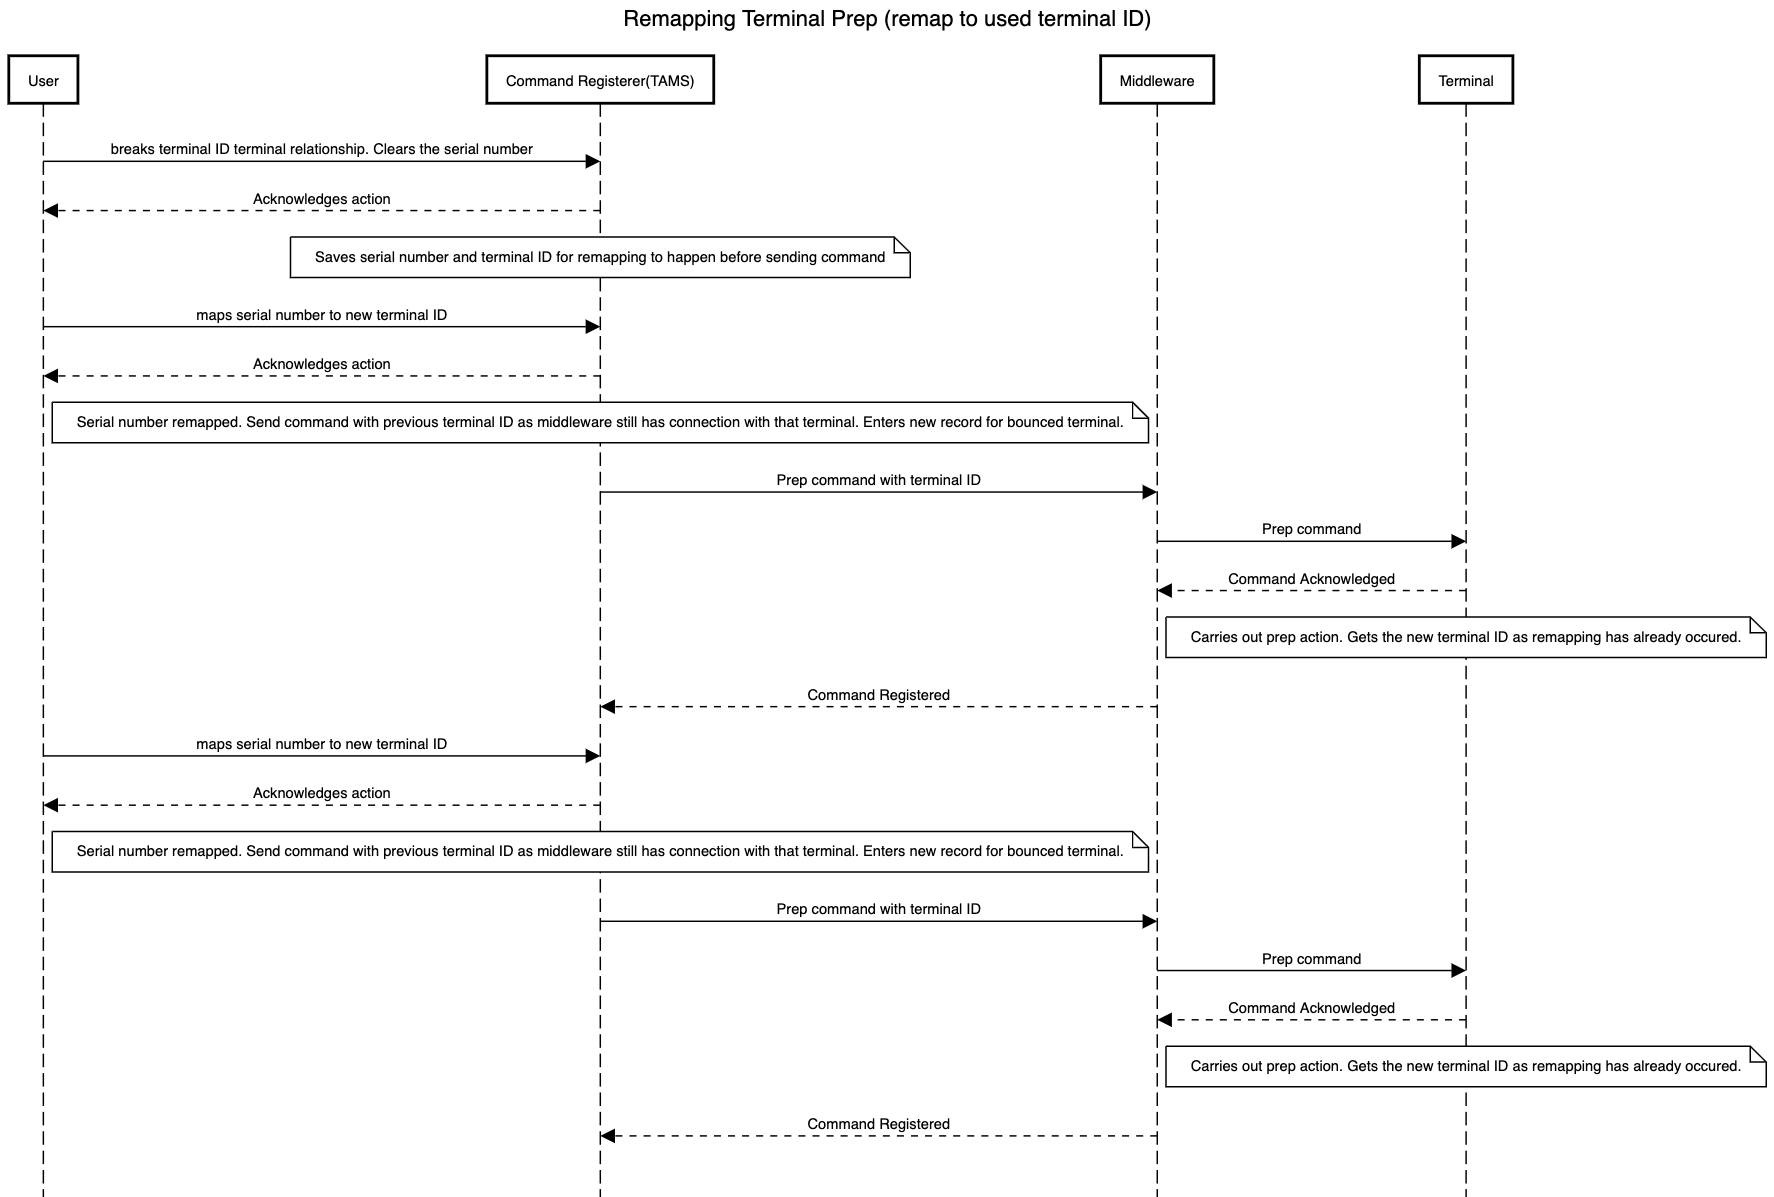 Remapping Terminal Prep (remap to used terminal ID)
User
Command Registerer(TAMS)
Middleware
Terminal
breaks terminal ID terminal relationship. Clears the serial number
Acknowledges action
Saves serial number and terminal ID for remapping to happen before sending command
maps serial number to new terminal ID
Acknowledges action
Serial number remapped. Send command with previous terminal ID as middleware still has connection with that terminal. Enters new record for bounced terminal.
Prep command with terminal ID
Prep command
Command Acknowledged
Carries out prep action. Gets the new terminal ID as remapping has already occured.
Command Registered
maps serial number to new terminal ID
Acknowledges action
Serial number remapped. Send command with previous terminal ID as middleware still has connection with that terminal. Enters new record for bounced terminal.
Prep command with terminal ID
Prep command
Command Acknowledged
Carries out prep action. Gets the new terminal ID as remapping has already occured.
Command Registered